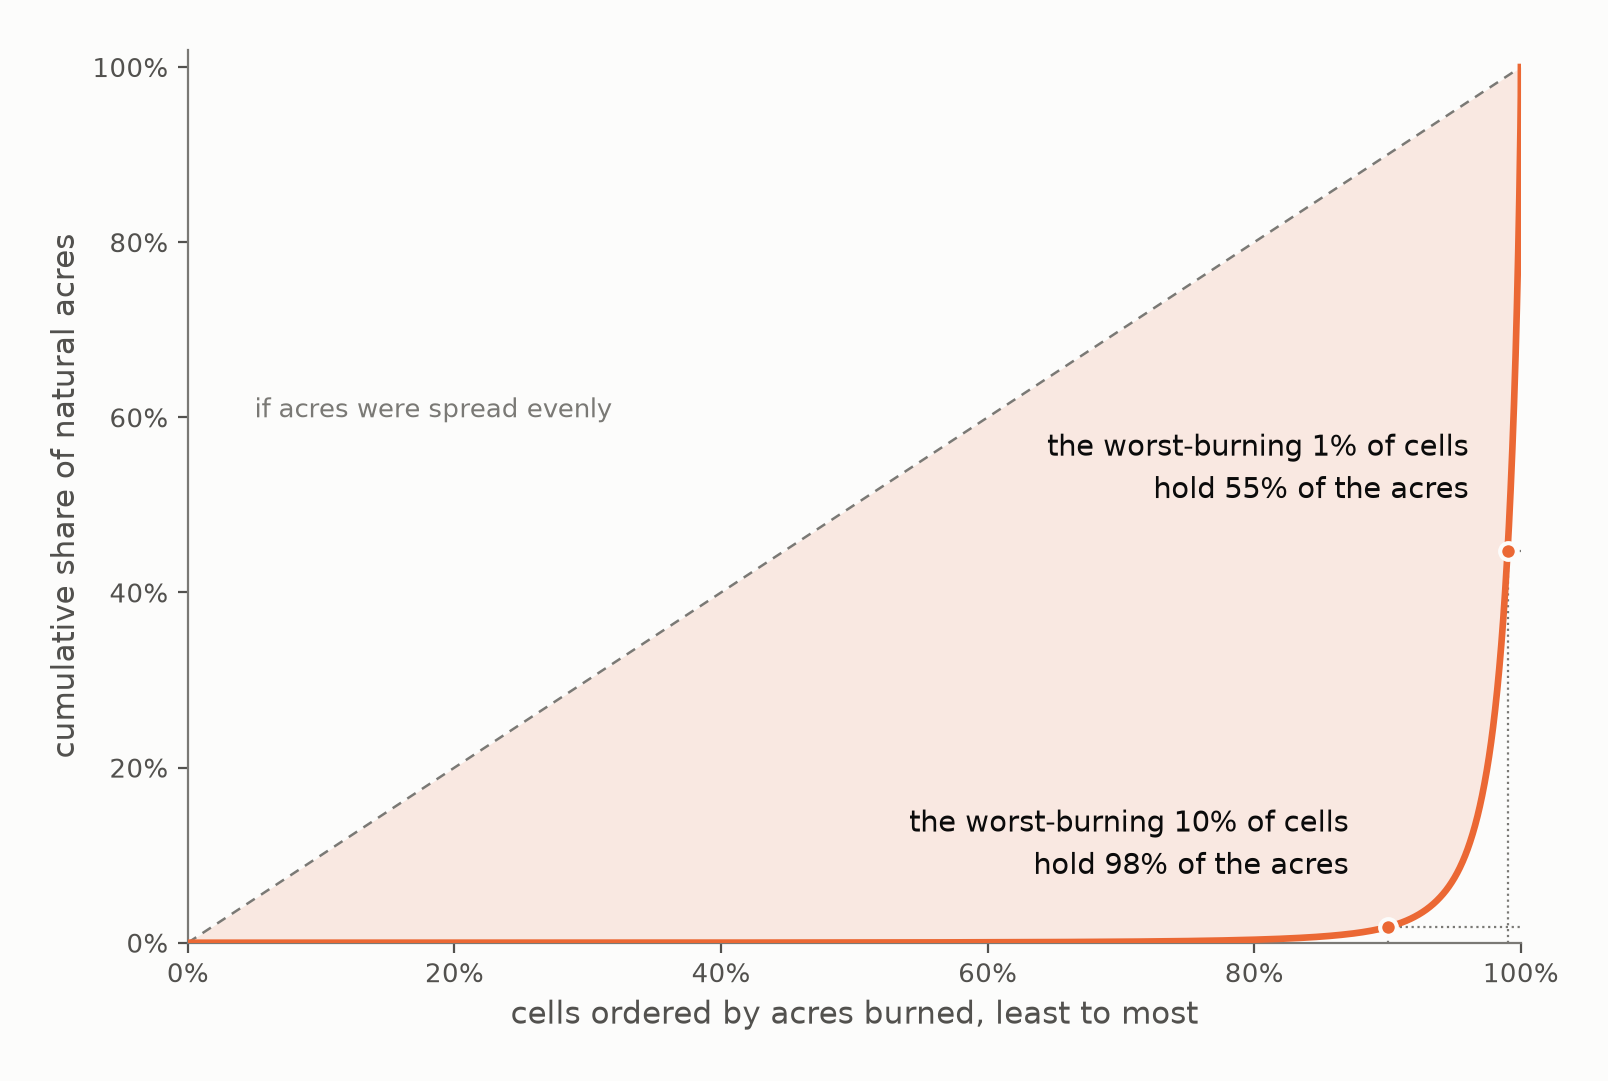 100%
80%
60%
40%
20%
0%
cumulative share of natural acres
if acres were spread evenly
the worst-burning 1% of cells
hold 55% of the acres
the worst-burning 10% of cells
hold 98% of the acres
0%
20%
40%
60%
80%
100%
cells ordered by acres burned, least to most